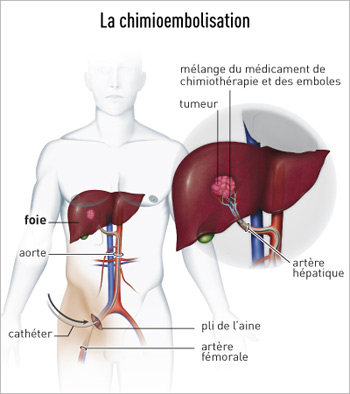 La chimioembolisation
mélange du médicament de
chimiothérapie et des emboles
tumeur
foie
aorte
artère
hépatique
cathéter
pli de l'aine
artère
fémorale